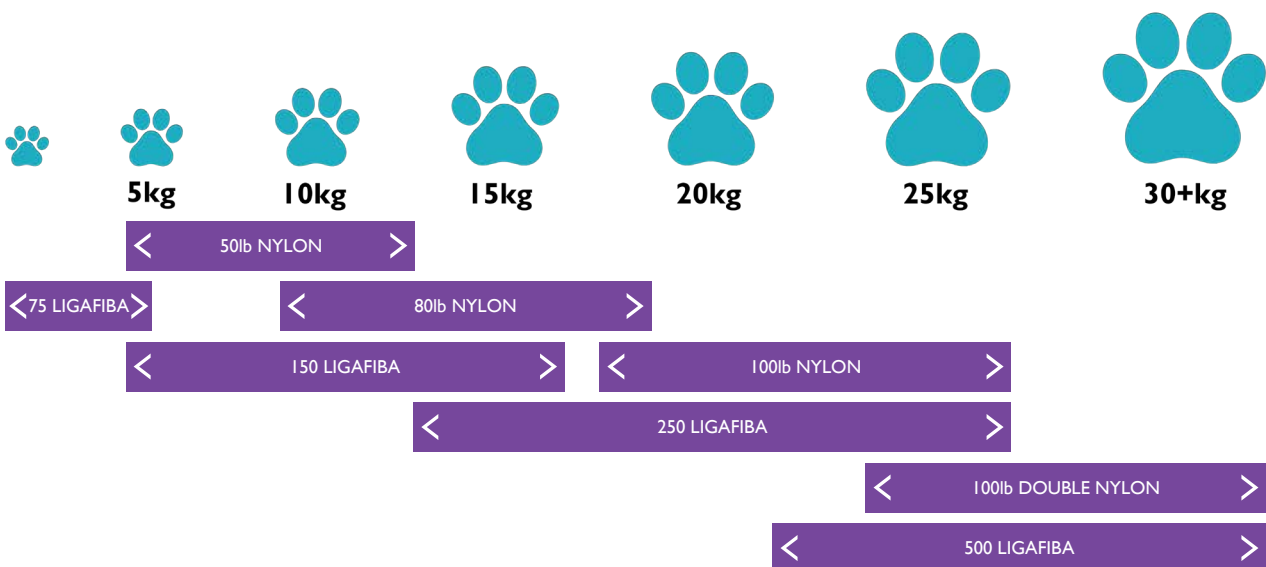 5kg
10kg
15kg
20kg
25kg
30+kg
50lb NYLON
75 LIGAFIBA
80lb NYLON
150 LIGAFIBA
100lb NYLON
250 LIGAFIBA
100lb DOUBLE NYLON
500 LIGAFIBA